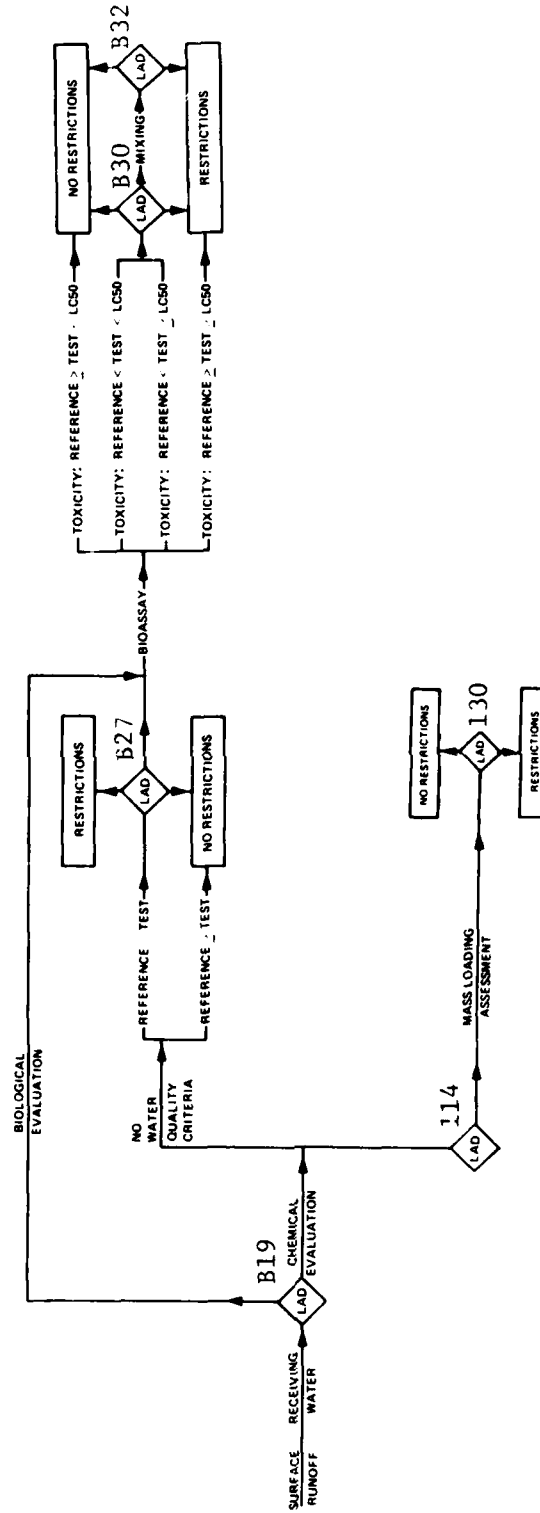 SURFACE RECEIVING
RUNOFF WATER
LAD
B19
BIOLOGICAL
EVALUATION
CHEMICAL
EVALUATION
NO
WATER
QUALITY
CRITERIA
REFERENCE TEST
REFERENCE TEST
RESTRICTIONS
LAD
B27
NO RESTRICTIONS
BIOASSAY
TOXICITY: REFERENCE > TEST LC50
TOXICITY: REFERENCE < TEST < LC50
TOXICITY: REFERENCE < TEST LC50
TOXICITY: REFERENCE > TEST LC50
NO RESTRICTIONS
LAD
B30
MIXING
LAD
B32
RESTRICTIONS
LAD
114
MASS LOADING
ASSESSMENT
NO RESTRICTIONS
LAD
130
RESTRICTIONS